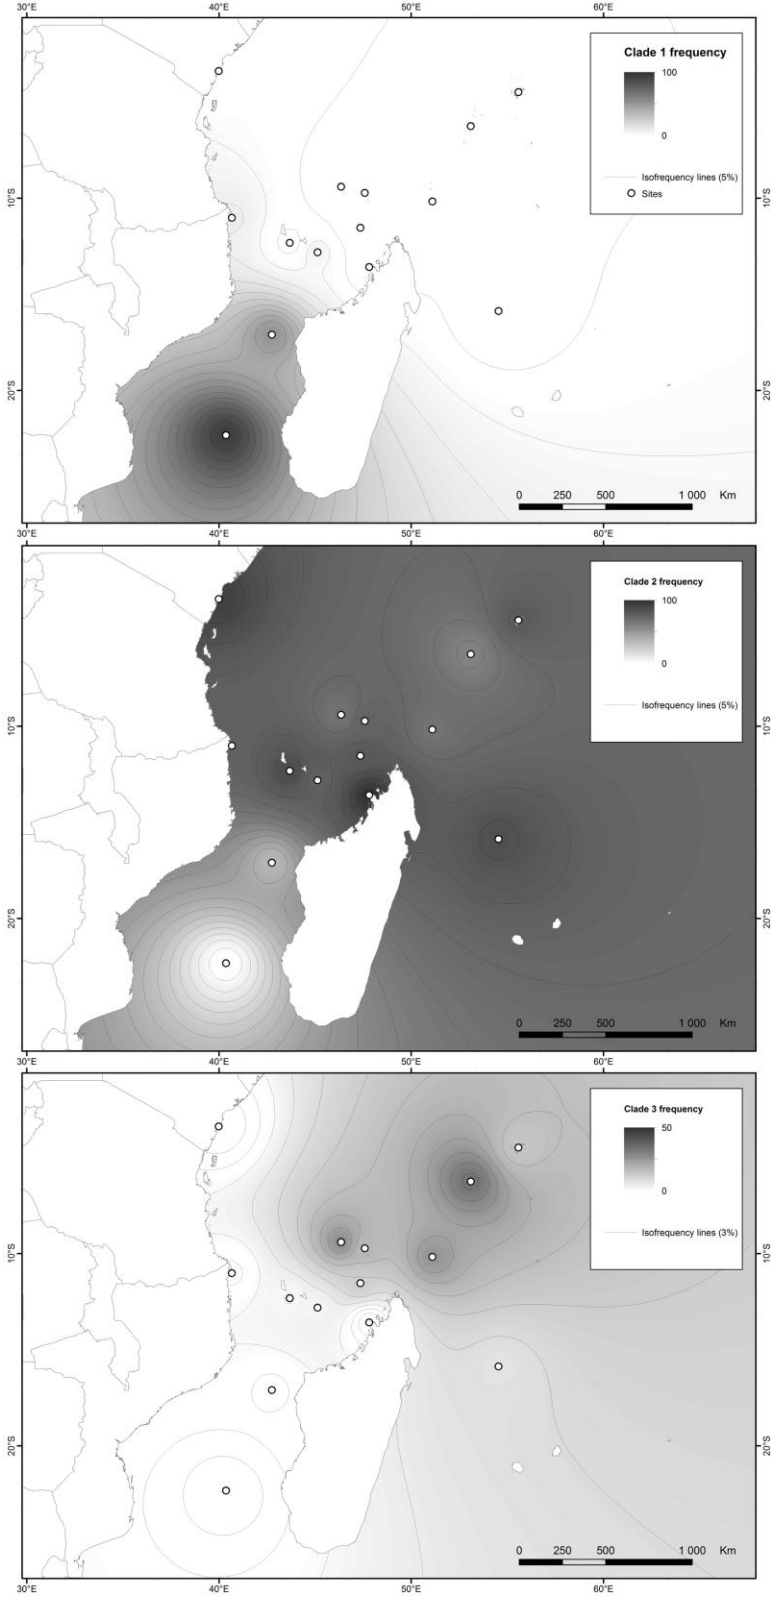 30°E 40°E 50°E 60°E
Clade 1 frequency
100
0
Isofrequency lines (5%)
Sites
10°S 10°S
20°S 20°S
0 250 500 1 000 Km
30°E 40°E 50°E 60°E
Clade 2 frequency
100
0
Isofrequency lines (5%)
10°S 10°S
20°S 20°S
0 250 500 1 000 Km
30°E 40°E 50°E 60°E
Clade 3 frequency
50
0
Isofrequency lines (3%)
10°S 10°S
20°S 20°S
0 250 500 1 000 Km
30°E 40°E 50°E 60°E